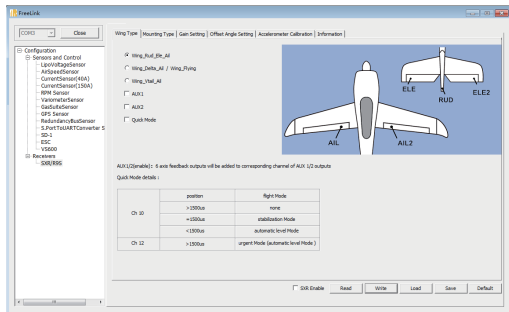 FreeLink
COM3
Close
Wing Type
Mounting Type
Gain Setting
Offset Angle Setting
Accelerometer Calibration
Information
Configuration
Sensors and Control
LipoVoltageSensor
AirSpeedSensor
CurrentSensor(40A)
CurrentSensor(150A)
RPM Sensor
VariometerSensor
GasSuiteSensor
GPS Sensor
RedundancyBusSensor
S.PortToUARTConverter S
SD-1
ESC
VS600
Receivers
SXR/R9S
Wing_Rud_Ele_Ail
Wing_Delta_Ail / Wing_Flying
Wing_Vtail_Ail
AUX1
AUX2
Quick Mode
ELE
RUD
ELE2
AIL
AIL2
AUX1/2(enable): 6 axis feedback outputs will be added to corresponding channel of AUX 1/2 outputs
Quick Mode details :
position
flight Mode
Ch 10
>1500us
none
=1500us
stabilization Mode
<1500us
automatic level Mode
Ch 12
>1500us
urgent Mode (automatic level Mode )
SXR Enable
Read
Write
Load
Save
Default